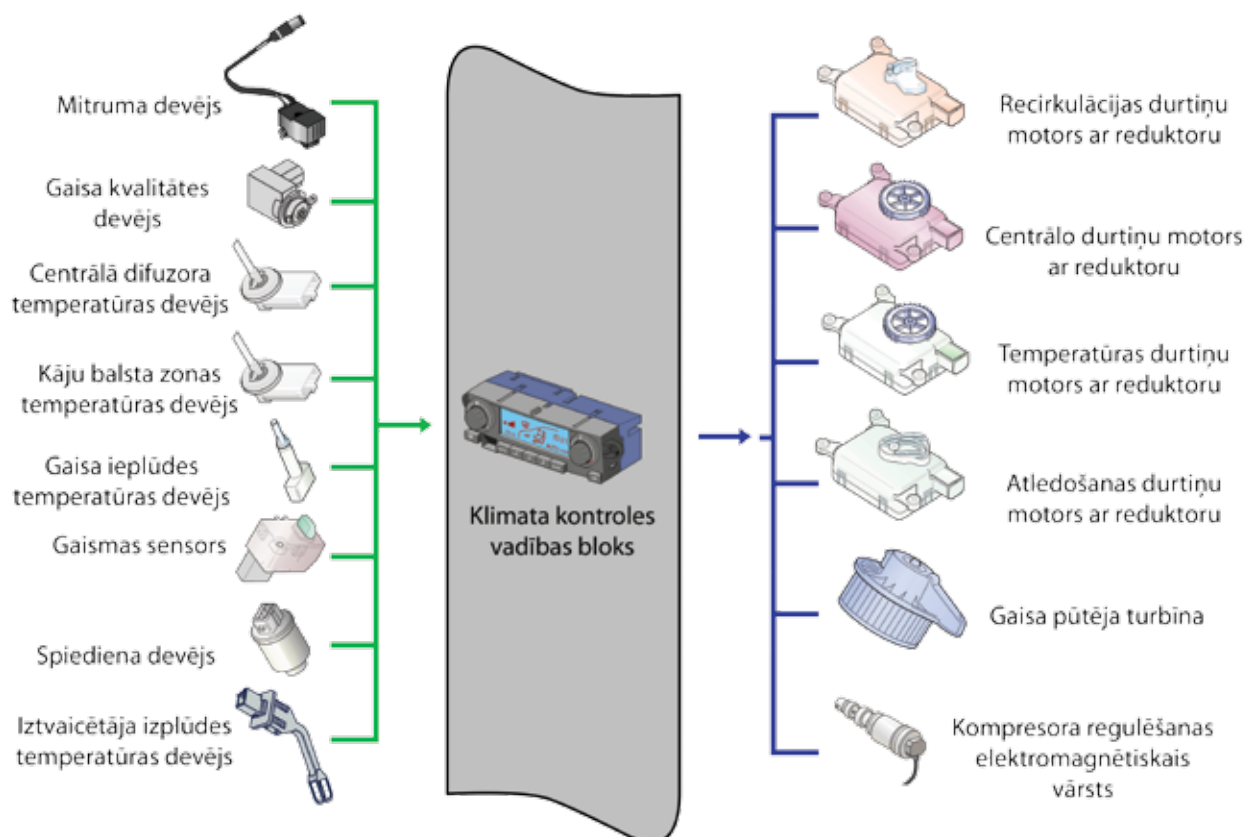 Mitruma devējs
Gaisa kvalitātes
devējs
Centrālā difuzora
temperatūras devējs
Kāju balsta zonas
temperatūras devējs
Gaisa ieplūdes
temperatūras devējs
Gaismas sensors
Spiediena devējs
Iztvaicētāja izplūdes
temperatūras devējs
Klimata kontroles
vadības bloks
Recirkulācijas durtiņu
motors ar reduktoru
Centrālo durtiņu motors
ar reduktoru
Temperatūras durtiņu
motors ar reduktoru
Atledošanas durtiņu
motors ar reduktoru
Gaisa pūtēja turbīna
Kompresora regulēšanas
elektromagnētiskais
vārsts